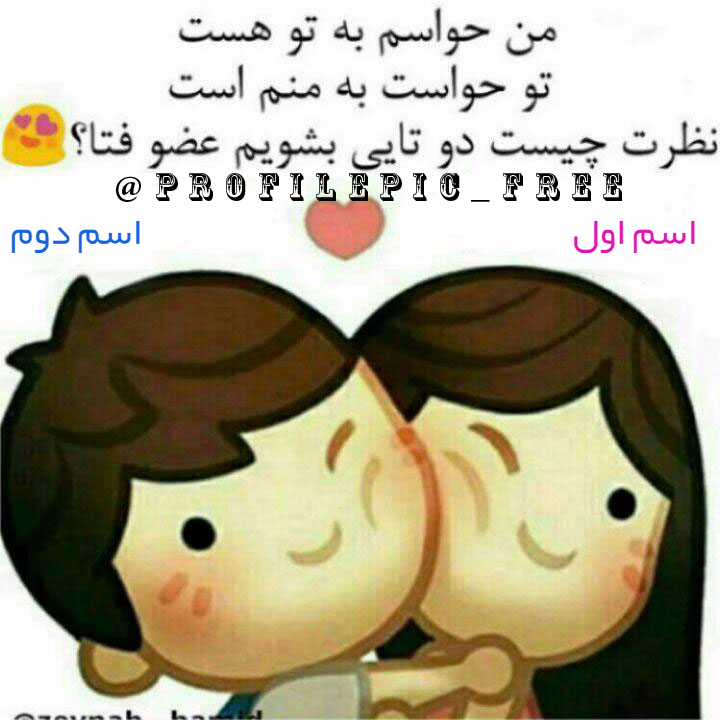 من حواسم به تو هست
تو حواست به منم است
نظرت چیست دو تایی بشویم عضو فتا؟😍
@PROFILEPIC_FREE
اسم اول
اسم دوم